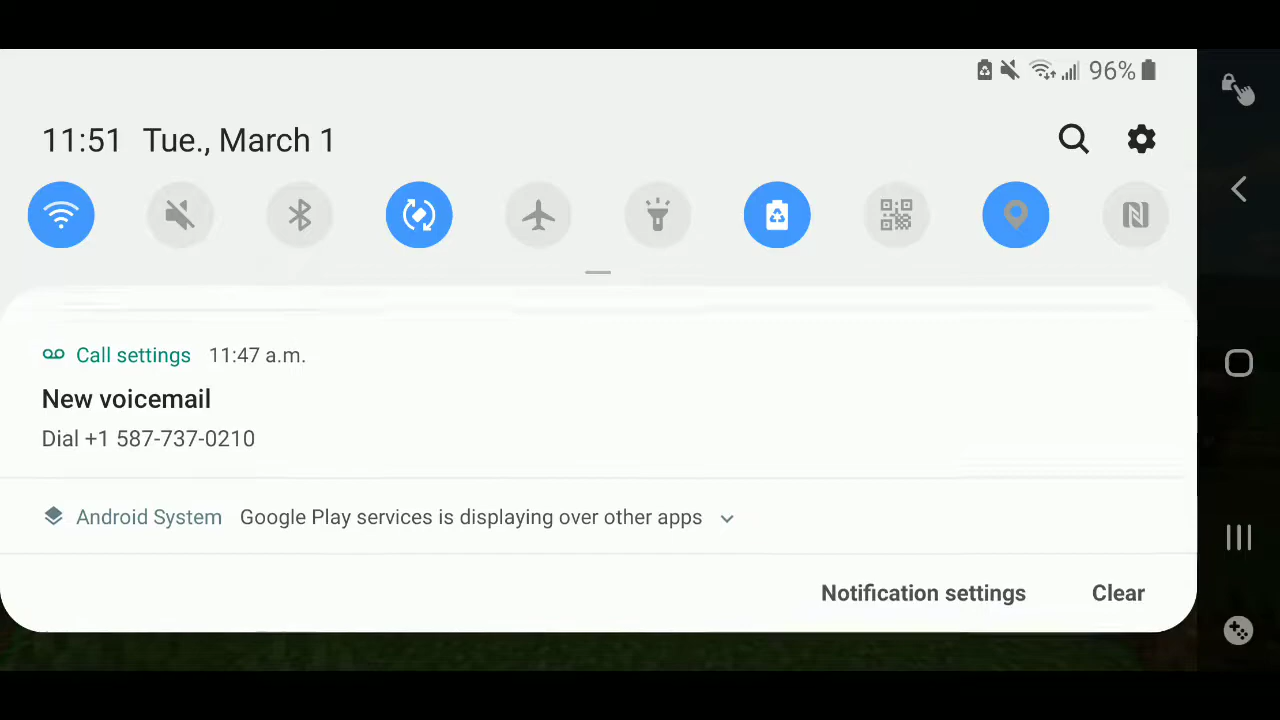 96%
11:51 Tue., March 1
Call settings 11:47 a.m.
New voicemail
Dial +1 587-737-0210
Android System Google Play services is displaying over other apps
Notification settings Clear